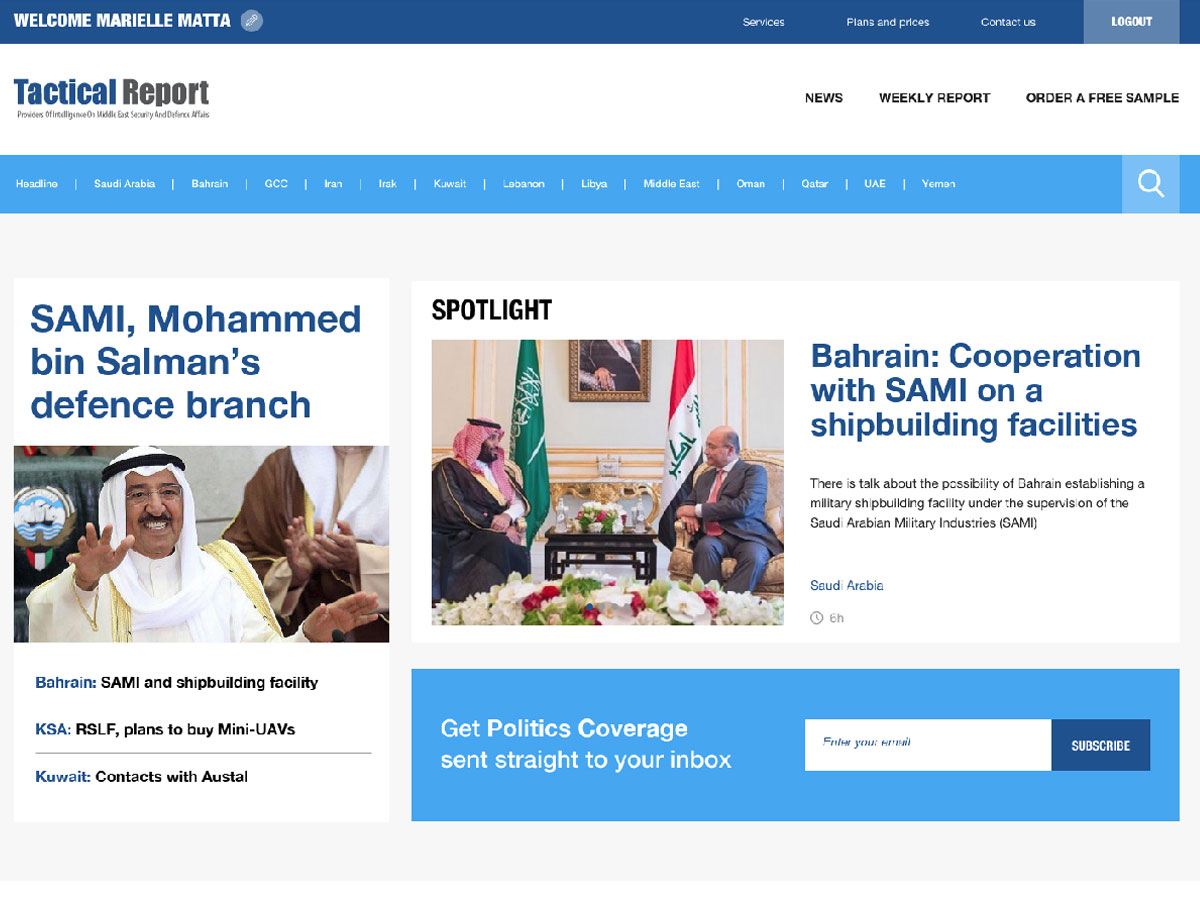 WELCOME MARIELLE MATTA
Services
Plans and prices
Contact us
LOGOUT
Tactical Report
Providers Of Intelligence On Middle East Security And Defence Affairs
NEWS
WEEKLY REPORT
ORDER A FREE SAMPLE
Headline | Saudi Arabia | Bahrain | GCC | Iran | Irak | Kuwait | Lebanon | Libya | Middle East | Oman | Qatar | UAE | Yemen
SAMI, Mohammed
bin Salman’s
defence branch
Bahrain: SAMI and shipbuilding facility
KSA: RSLF, plans to buy Mini-UAVs
Kuwait: Contacts with Austal
SPOTLIGHT
Bahrain: Cooperation
with SAMI on a
shipbuilding facilities
There is talk about the possibility of Bahrain establishing a
military shipbuilding facility under the supervision of the
Saudi Arabian Military Industries (SAMI)
Saudi Arabia
6h
Get Politics Coverage
sent straight to your inbox
Enter your email
SUBSCRIBE